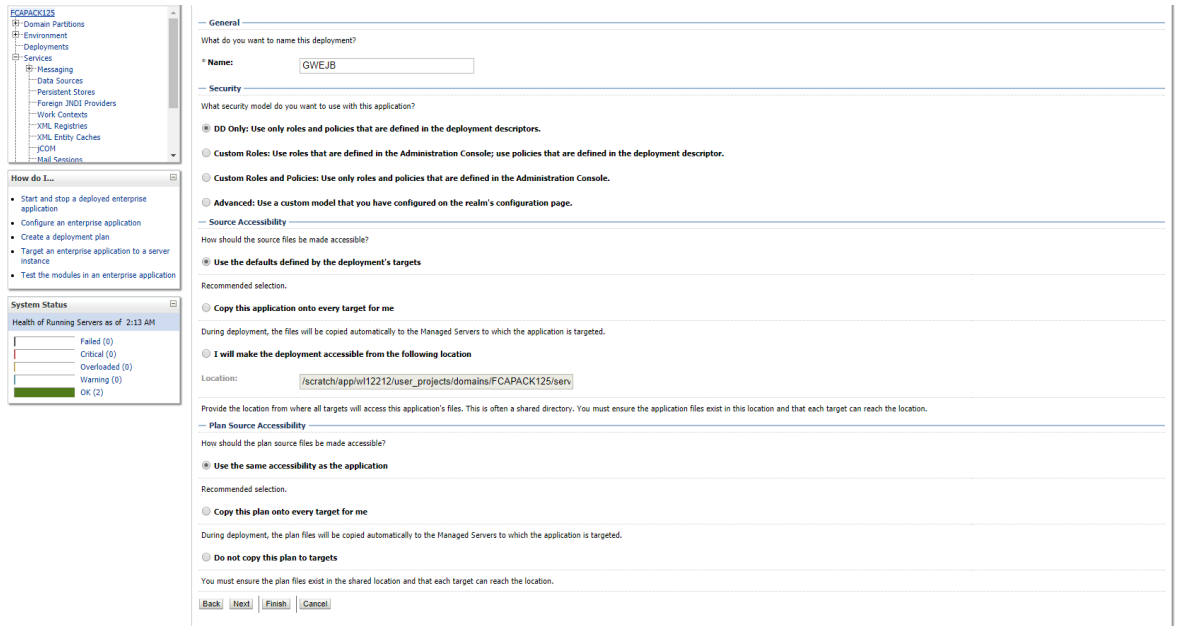 FCAPACK125
Domain Partitions
Environment
Deployments
Services
Messaging
Data Sources
Persistent Stores
Foreign JNDI Providers
Work Contexts
XML Registries
XML Entity Caches
jCOM
Mail Sessions
How do I...
Start and stop a deployed enterprise
application
Configure an enterprise application
Create a deployment plan
Target an enterprise application to a server
instance
Test the modules in an enterprise application
System Status
Health of Running Servers as of 2:13 AM
Failed (0)
Critical (0)
Overloaded (0)
Warning (0)
OK (2)
General
What do you want to name this deployment?
* Name: GWEJB
Security
What security model do you want to use with this application?
DD Only: Use only roles and policies that are defined in the deployment descriptors.
Custom Roles: Use roles that are defined in the Administration Console; use policies that are defined in the deployment descriptor.
Custom Roles and Policies: Use only roles and policies that are defined in the Administration Console.
Advanced: Use a custom model that you have configured on the realm's configuration page.
Source Accessibility
How should the source files be made accessible?
Use the defaults defined by the deployment's targets
Recommended selection.
Copy this application onto every target for me
During deployment, the files will be copied automatically to the Managed Servers to which the application is targeted.
I will make the deployment accessible from the following location
Location: /scratch/app/wl12212/user_projects/domains/FCAPACK125/serv
Provide the location from where all targets will access this application's files. This is often a shared directory. You must ensure the application files exist in this location and that each target can reach the location.
Plan Source Accessibility
How should the plan source files be made accessible?
Use the same accessibility as the application
Recommended selection.
Copy this plan onto every target for me
During deployment, the plan files will be copied automatically to the Managed Servers to which the application is targeted.
Do not copy this plan to targets
You must ensure the plan files exist in the shared location and that each target can reach the location.
Back Next Finish Cancel